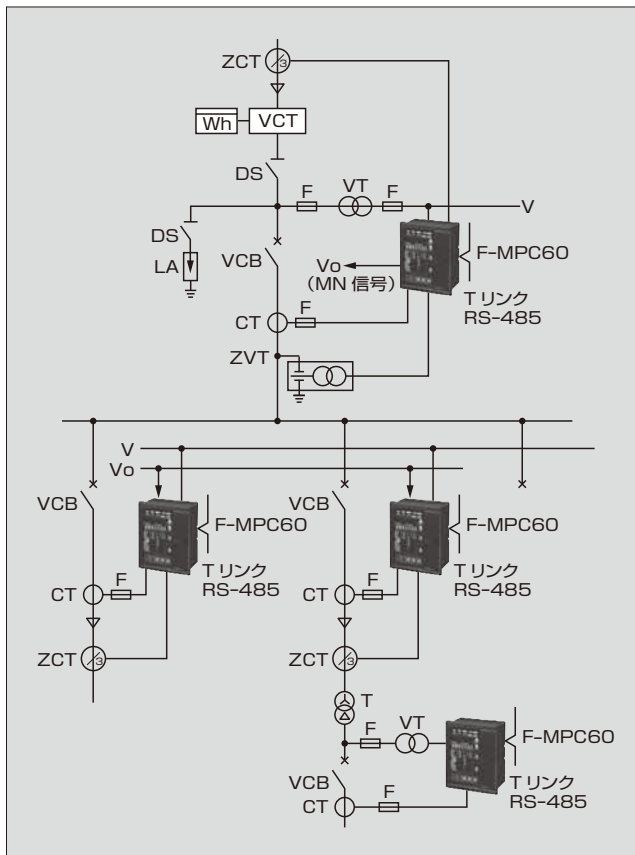 ZCT
3
Wh
VCT
DS
F
VT
F
V
DS
LA
VCB
Vo
(MN 信号)
F-MPC60
T リンク
RS-485
CT
F
ZVT
V
Vo
VCB
F-MPC60
T リンク
RS-485
CT
F
ZCT
3
VCB
F-MPC60
T リンク
RS-485
CT
F
ZCT
3
T
F
VT
F-MPC60
T リンク
RS-485
VCB
CT
F